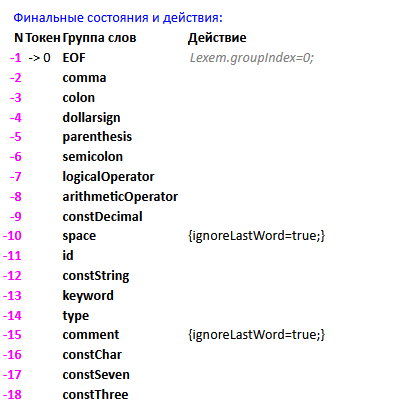 Финальные состояния и действия:
N Токен Группа слов Действие
-1 -> 0 EOF Lexem.groupIndex=0;
-2 comma
-3 colon
-4 dollarsign
-5 parenthesis
-6 semicolon
-7 logicalOperator
-8 arithmeticOperator
-9 constDecimal
-10 space {ignoreLastWord=true;}
-11 id
-12 constString
-13 keyword
-14 type
-15 comment {ignoreLastWord=true;}
-16 constChar
-17 constSeven
-18 constThree